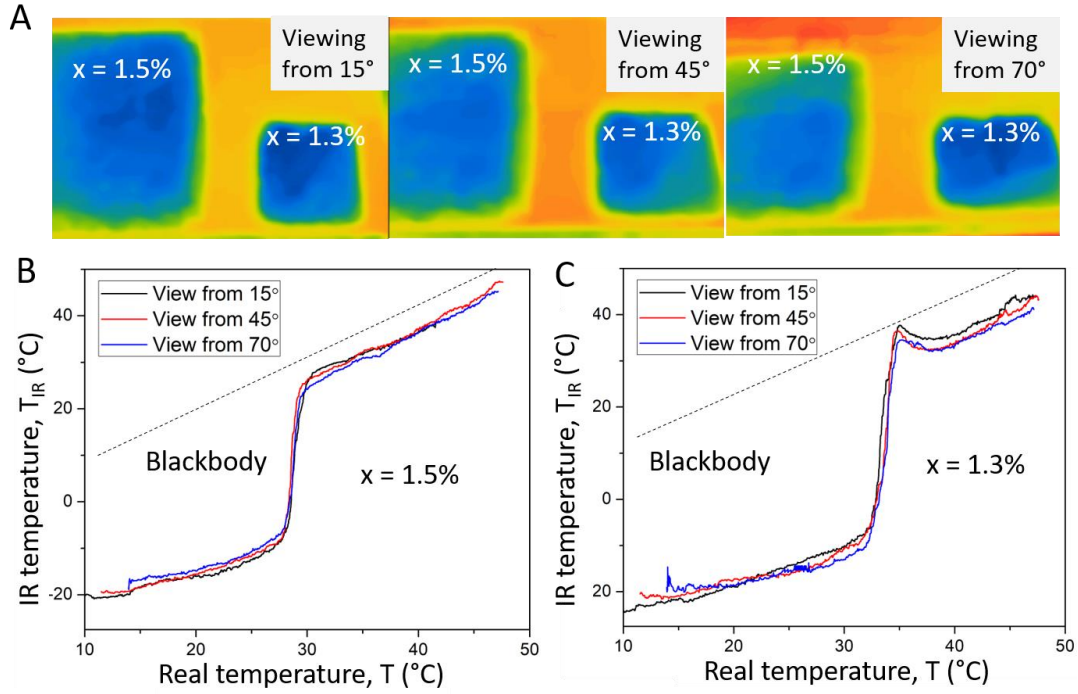 A
x = 1.5%
Viewing
from 15°
x = 1.3%
x = 1.5%
Viewing
from 45°
x = 1.3%
x = 1.5%
Viewing
from 70°
x = 1.3%
B
View from 15°
View from 45°
View from 70°
40
20
0
-20
IR temperature, T_IR (°C)
Blackbody
x = 1.5%
10
20
30
40
50
Real temperature, T (°C)
C
View from 15°
View from 45°
View from 70°
40
20
0
20
IR temperature, T_IR (°C)
Blackbody
x = 1.3%
10
20
30
40
50
Real temperature, T (°C)